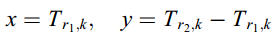 x = T_{r_1,k},   y = T_{r_2,k} − T_{r_1,k}